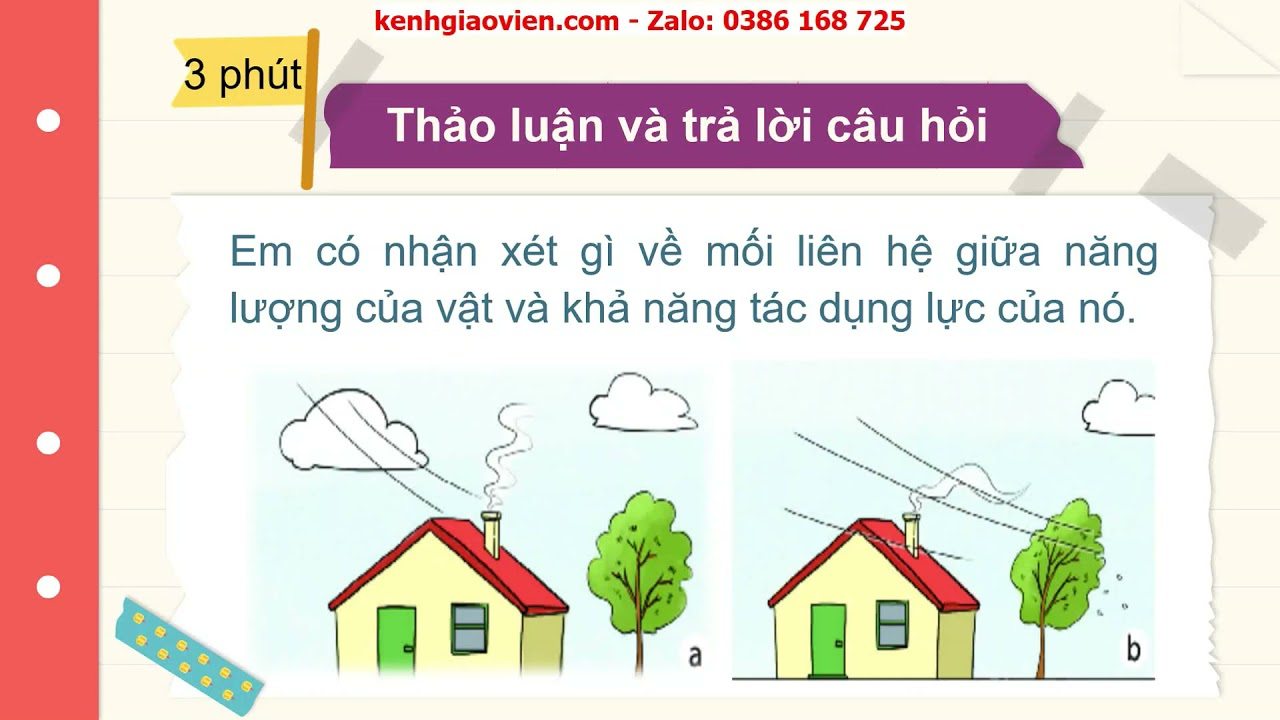 kenhgiaovien.com - Zalo: 0386 168 725
3 phút
Thảo luận và trả lời câu hỏi
Em có nhận xét gì về mối liên hệ giữa năng
lượng của vật và khả năng tác dụng lực của nó.
a
b